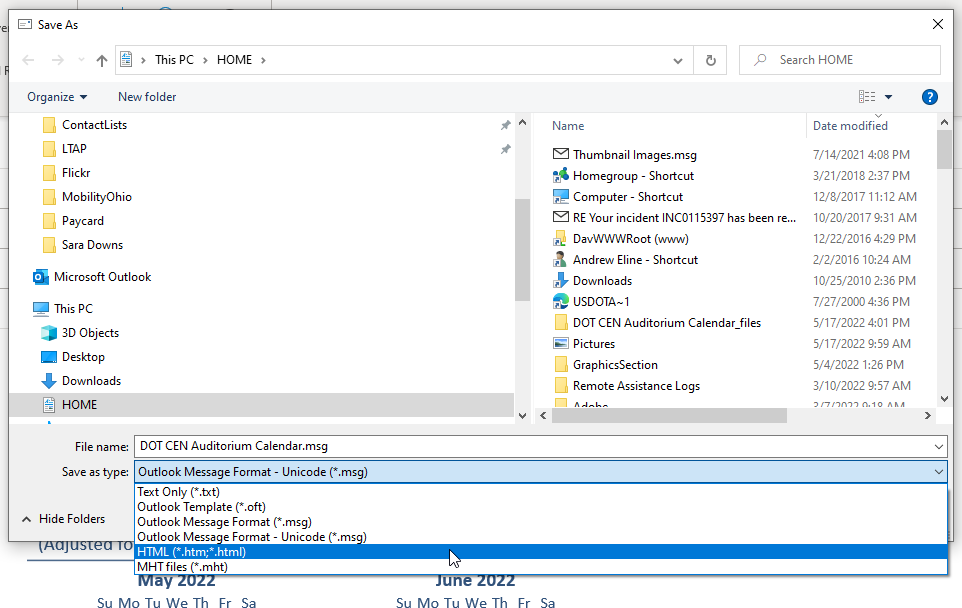 Save As
This PC > HOME >
Search HOME
Organize
New folder
?
ContactLists
LTAP
Flickr
MobilityOhio
Paycard
Sara Downs
Microsoft Outlook
This PC
3D Objects
Desktop
Downloads
HOME
Name Date modified
Thumbnail Images.msg 7/14/2021 4:08 PM
Homegroup - Shortcut 3/21/2018 2:37 PM
Computer - Shortcut 12/8/2017 11:12 AM
RE Your incident INC0115397 has been re... 10/20/2017 9:31 AM
DavWWWRoot (www) 12/22/2016 4:29 PM
Andrew Eline - Shortcut 2/2/2016 10:24 AM
Downloads 10/25/2010 2:36 PM
USDOTA~1 7/27/2000 4:36 PM
DOT CEN Auditorium Calendar_files 5/17/2022 4:01 PM
Pictures 5/17/2022 9:59 AM
GraphicsSection 5/4/2022 1:26 PM
Remote Assistance Logs 3/10/2022 9:57 AM
Adobe 3/7/2022 9:18 AM
File name: DOT CEN Auditorium Calendar.msg
Save as type: Outlook Message Format - Unicode (*.msg)
Text Only (*.txt)
Outlook Template (*.oft)
Outlook Message Format (*.msg)
Outlook Message Format - Unicode (*.msg)
HTML (*.htm;*.html)
MHT files (*.mht)
Hide Folders
(Adjusted fo
May 2022 June 2022
Su Mo Tu We Th Fr Sa Su Mo Tu We Th Fr Sa